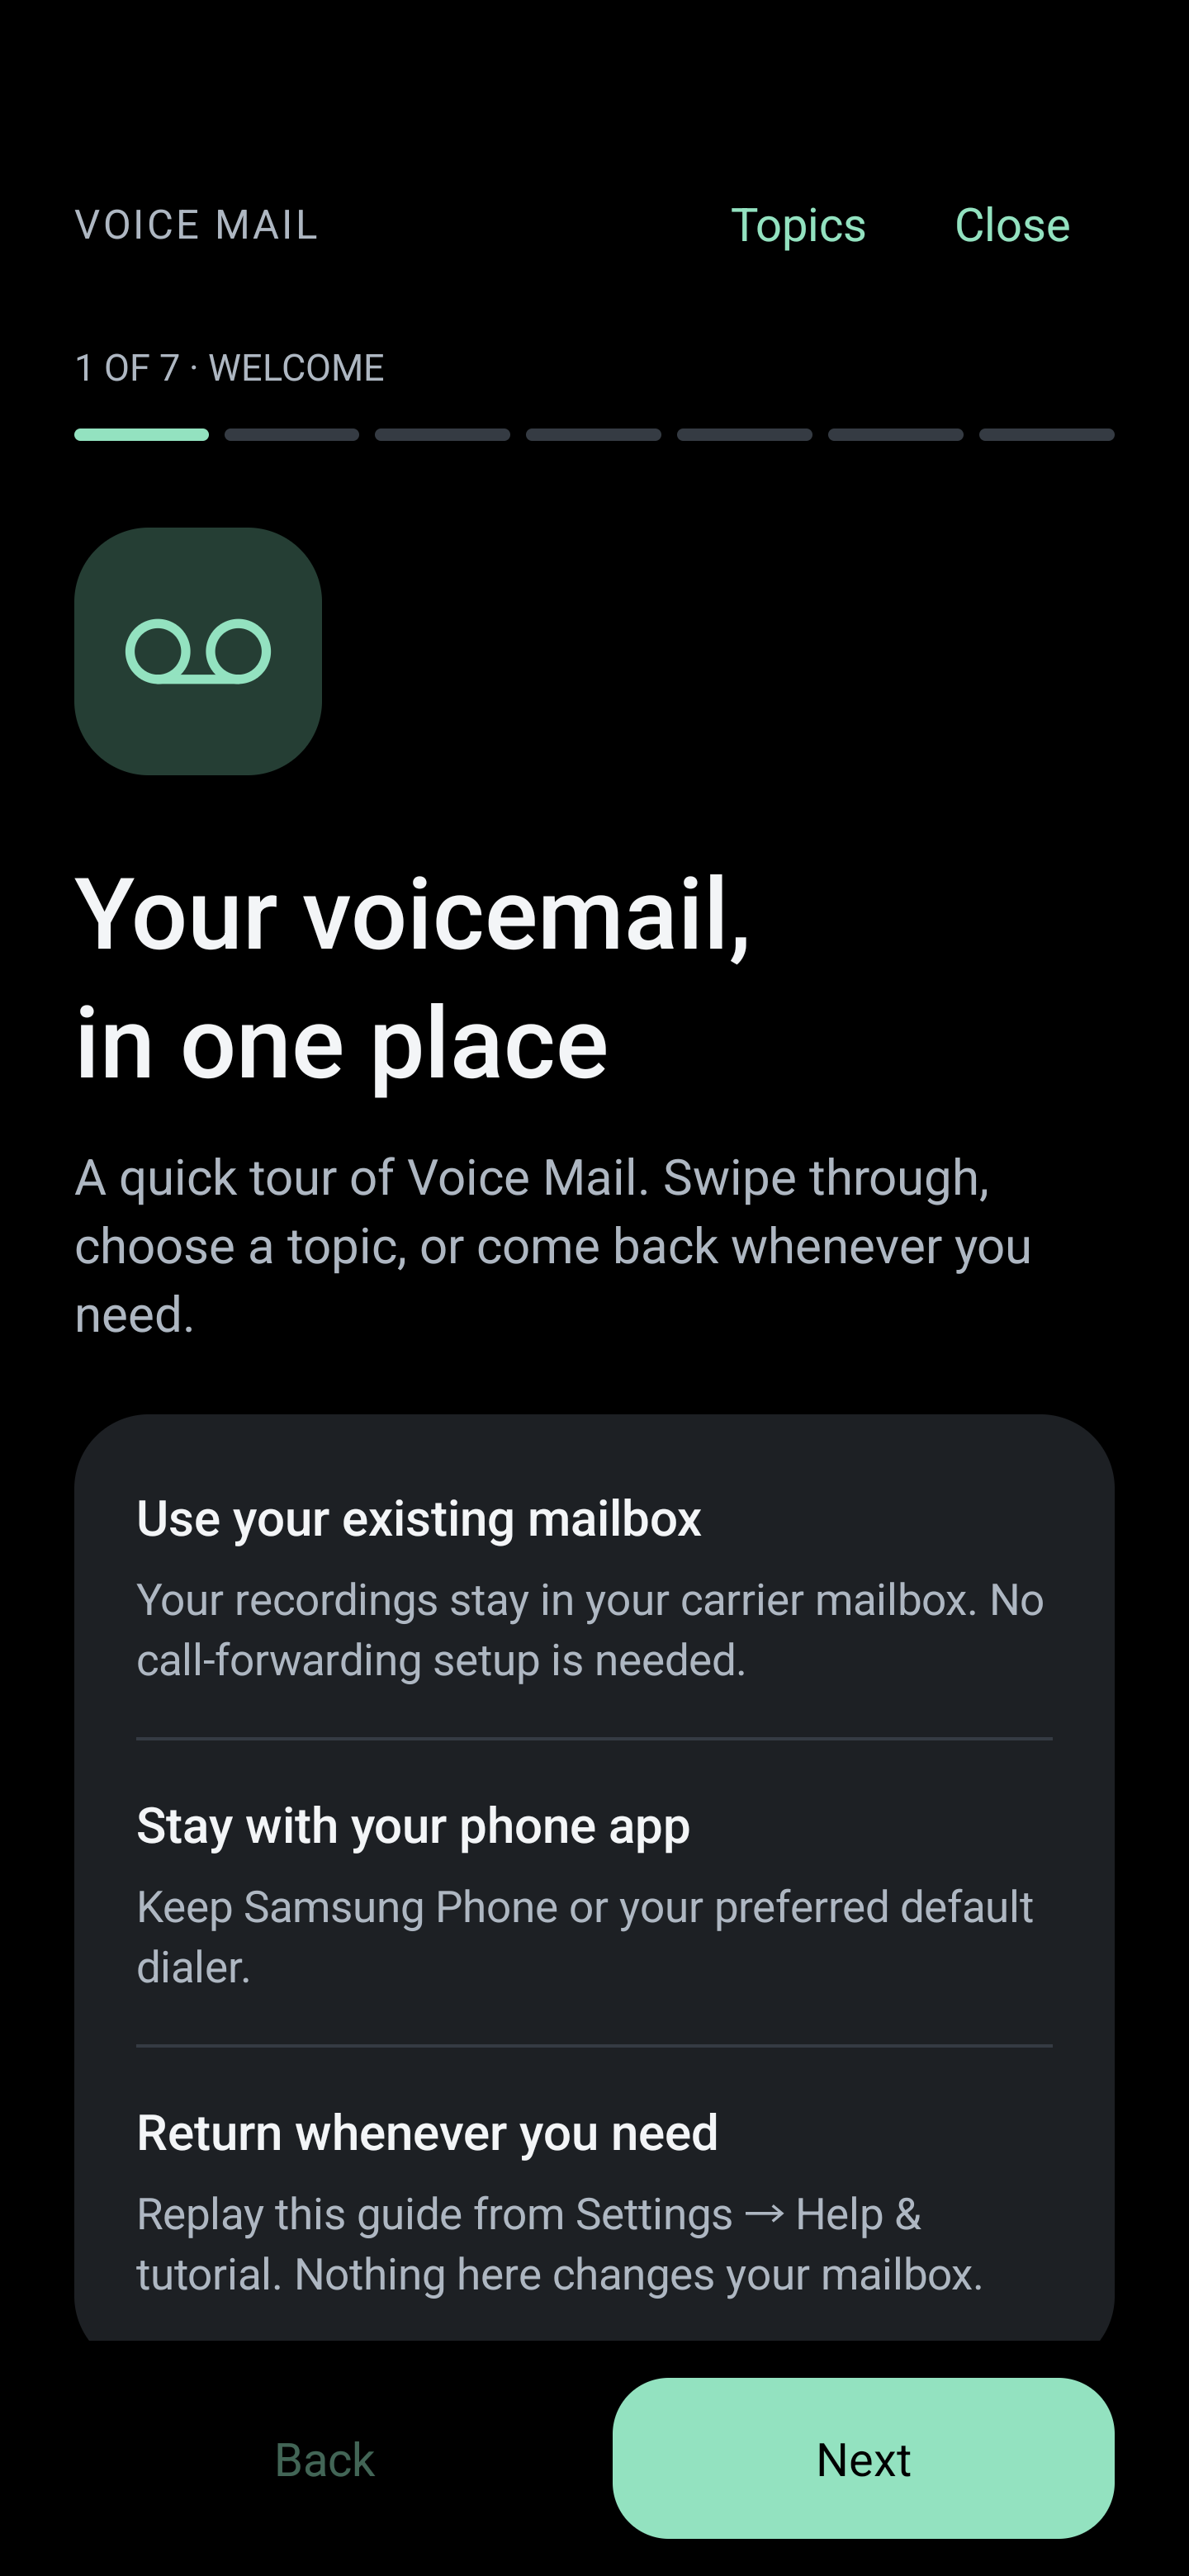 VOICE MAIL
Topics
Close
1 OF 7 · WELCOME
Your voicemail,
in one place
A quick tour of Voice Mail. Swipe through,
choose a topic, or come back whenever you
need.
Use your existing mailbox
Your recordings stay in your carrier mailbox. No
call-forwarding setup is needed.
Stay with your phone app
Keep Samsung Phone or your preferred default
dialer.
Return whenever you need
Replay this guide from Settings → Help &
tutorial. Nothing here changes your mailbox.
Back
Next